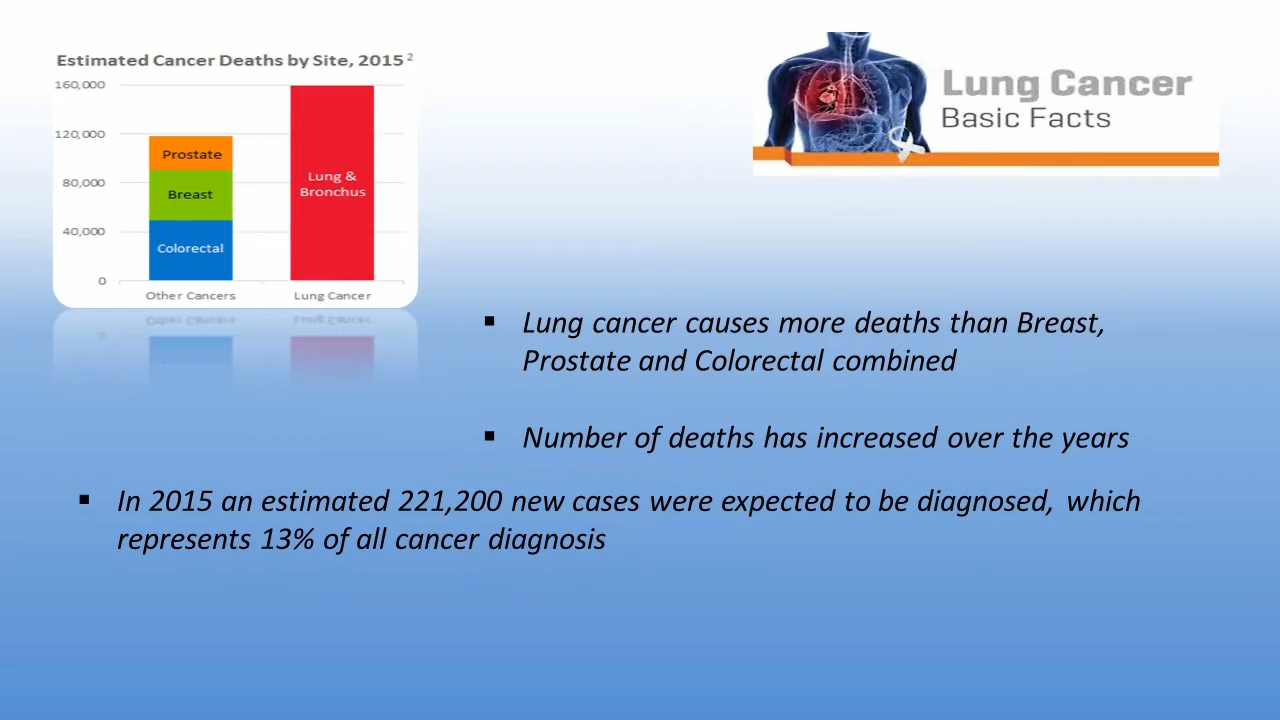 Estimated Cancer Deaths by Site, 2015 2
160,000
120,000
80,000
40,000
0
Prostate
Breast
Colorectal
Lung &
Bronchus
Other Cancers
Lung Cancer
Lung Cancer
Basic Facts
▪ Lung cancer causes more deaths than Breast,
Prostate and Colorectal combined
▪ Number of deaths has increased over the years
▪ In 2015 an estimated 221,200 new cases were expected to be diagnosed, which
represents 13% of all cancer diagnosis